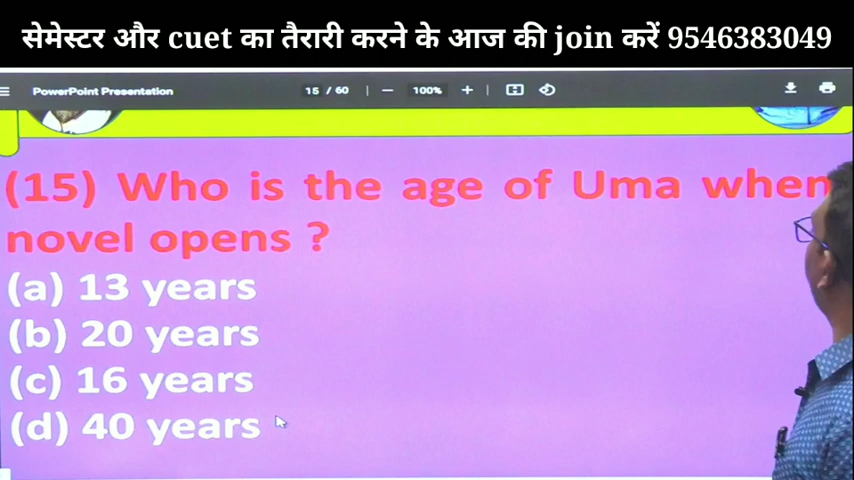 सेमेस्टर और cuet का तैरारी करने के आज की join करें 9546383049
PowerPoint Presentation 15 / 60 | − 100% + |
(15) Who is the age of Uma when
novel opens ?
(a) 13 years
(b) 20 years
(c) 16 years
(d) 40 years